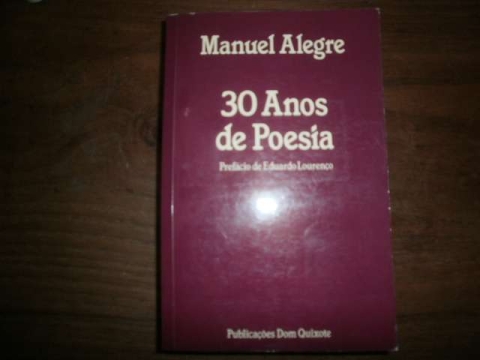 Manuel Alegre
30 Anos
de Poesia
Prefácio de Eduardo Lourenço
Publicações Dom Quixote